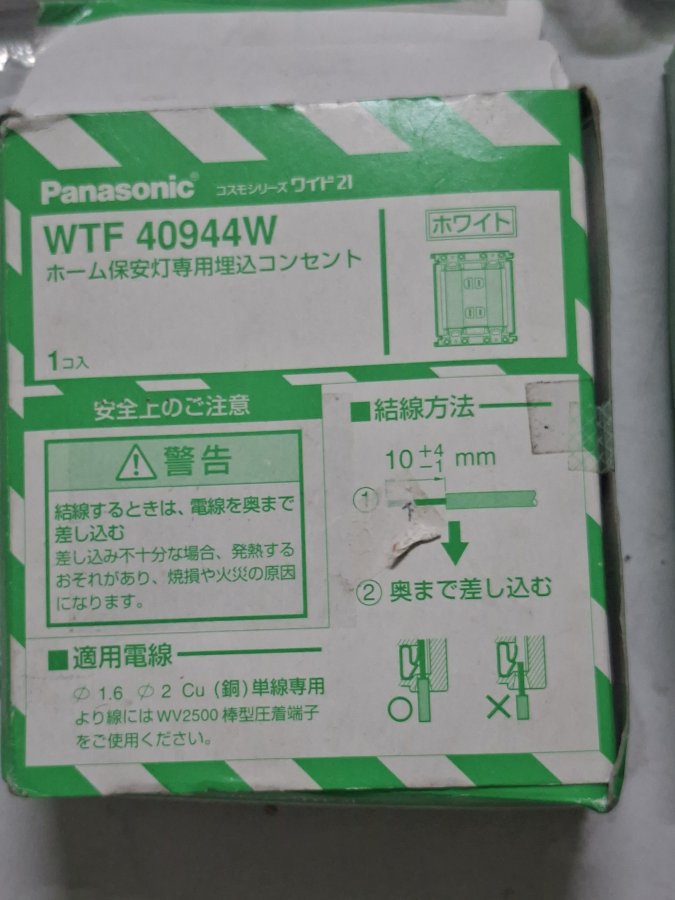 Panasonic® コスモシリーズ ワイド21
WTF 40944W
ホーム保安灯専用埋込コンセント
1コ入
ホワイト
安全上のご注意
⚠警告
結線するときは、電線を奥まで
差し込む
差し込み不十分な場合、発熱する
おそれがあり、焼損や火災の原因
になります。
■適用電線
φ 1.6 φ 2 Cu(銅)単線専用
より線にはWV2500棒型圧着端子
をご使用ください。
■結線方法
10 +4 −1 mm
①
② 奥まで差し込む
○ ×